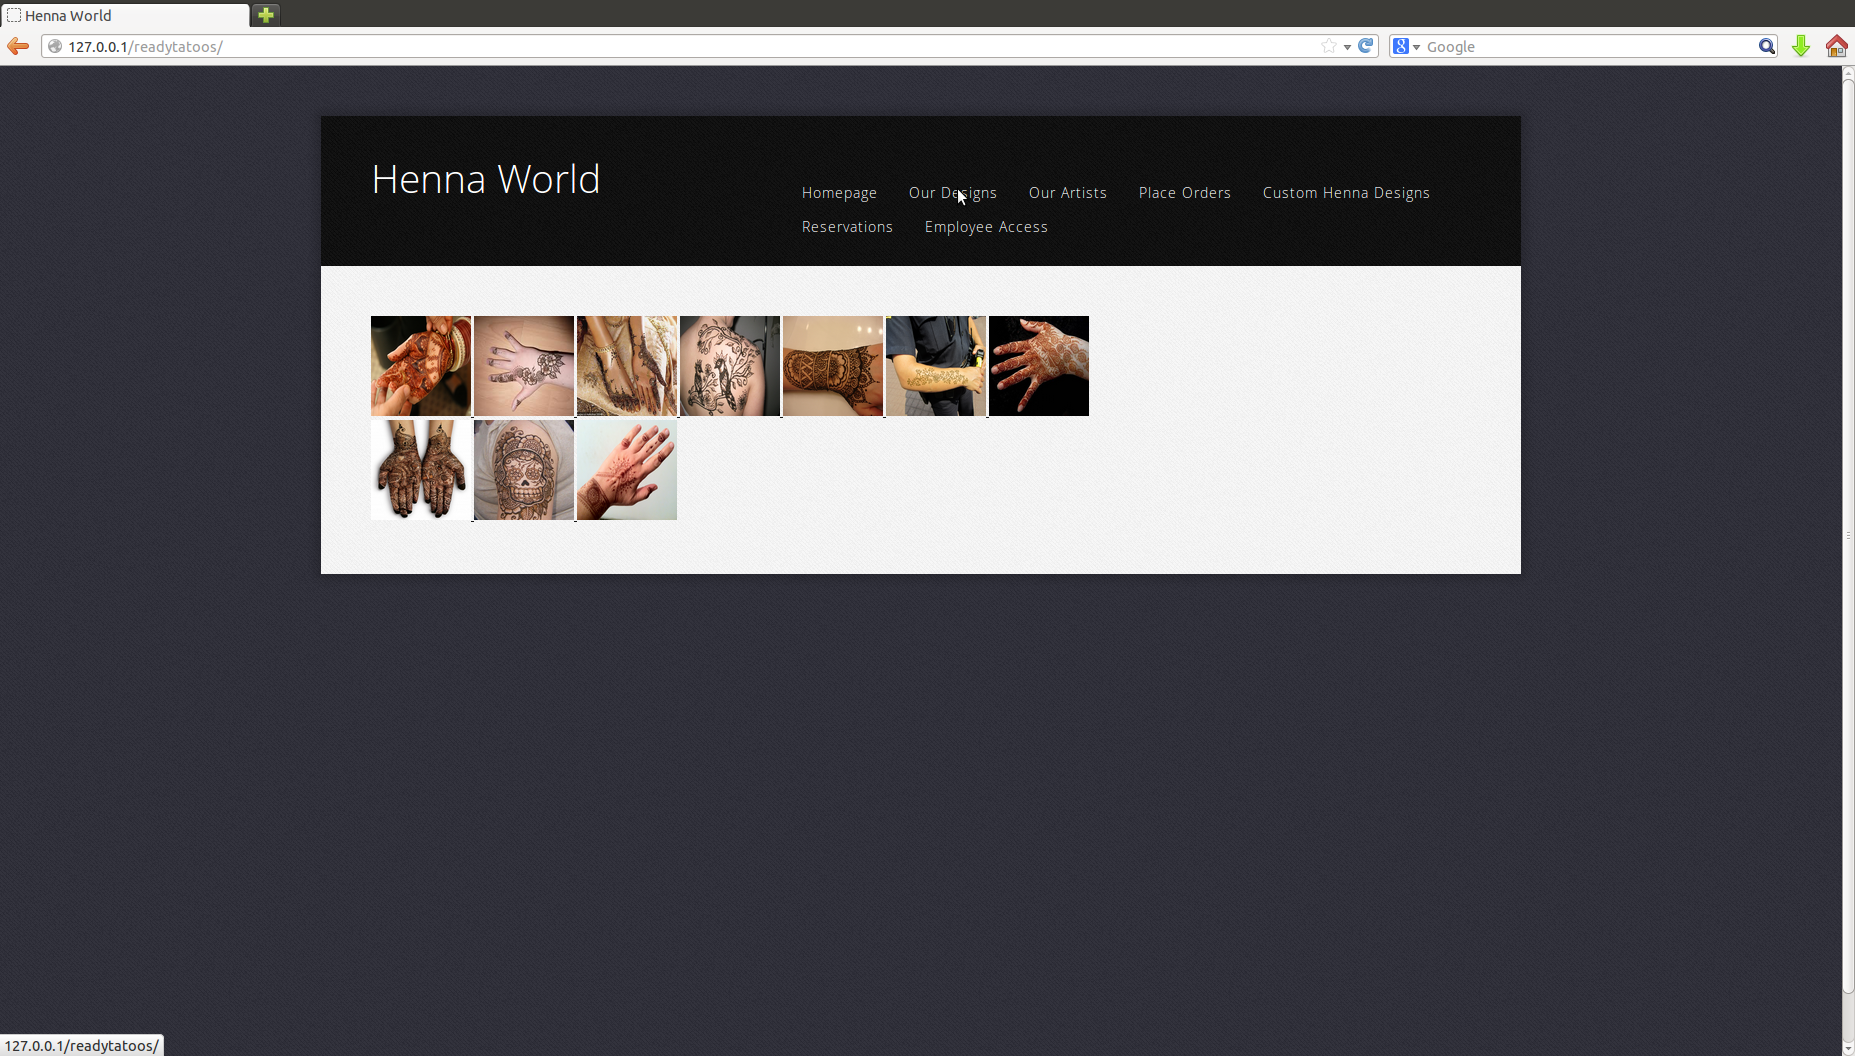 Henna World
127.0.0.1/readytatoos/
Google
Henna World
Homepage Our Designs Our Artists Place Orders Custom Henna Designs
Reservations Employee Access
127.0.0.1/readytatoos/